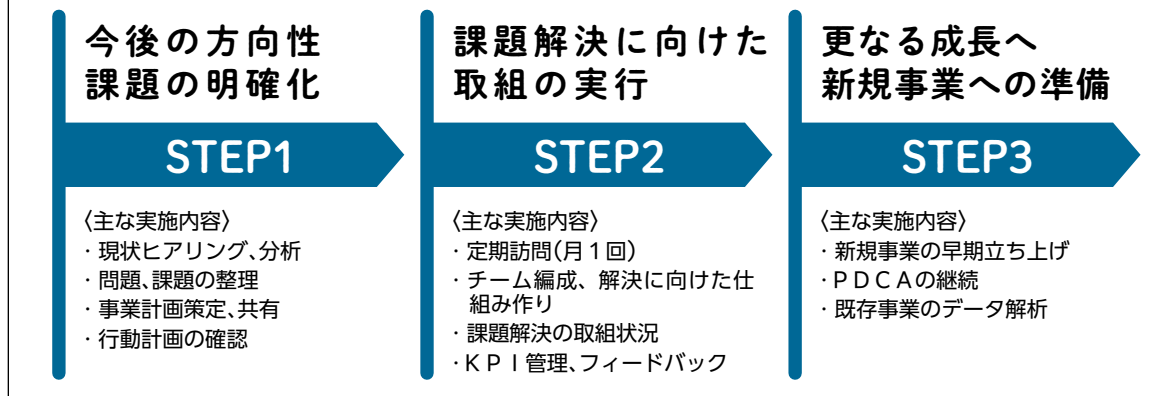 今後の方向性
課題の明確化
STEP1
〈主な実施内容〉
・現状ヒアリング、分析
・問題、課題の整理
・事業計画策定、共有
・行動計画の確認
課題解決に向けた
取組の実行
STEP2
〈主な実施内容〉
・定期訪問(月1回)
・チーム編成、解決に向けた仕
組み作り
・課題解決の取組状況
・ＫＰＩ管理、フィードバック
更なる成長へ
新規事業への準備
STEP3
〈主な実施内容〉
・新規事業の早期立ち上げ
・ＰＤＣＡの継続
・既存事業のデータ解析